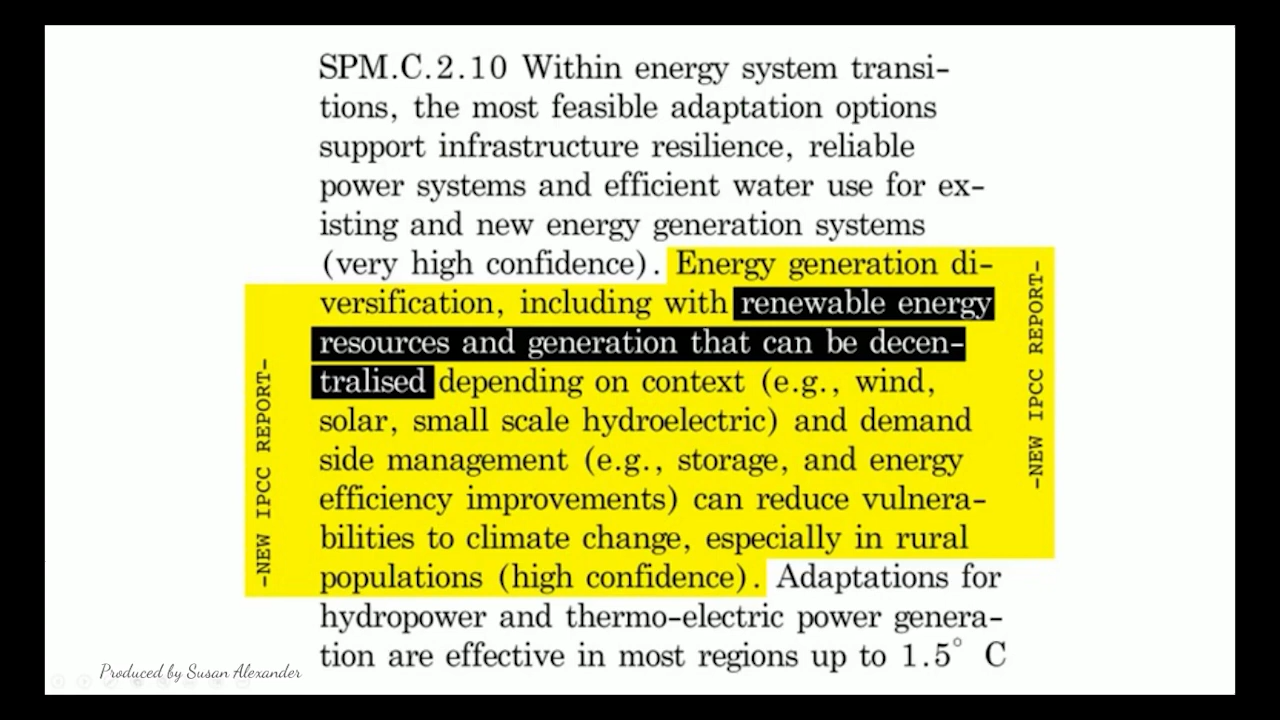 SPM.C.2.10 Within energy system transi-
tions, the most feasible adaptation options
support infrastructure resilience, reliable
power systems and efficient water use for ex-
isting and new energy generation systems
(very high confidence). Energy generation di-
versification, including with renewable energy
resources and generation that can be decen-
tralised depending on context (e.g., wind,
solar, small scale hydroelectric) and demand
side management (e.g., storage, and energy
efficiency improvements) can reduce vulnera-
bilities to climate change, especially in rural
populations (high confidence). Adaptations for
hydropower and thermo-electric power genera-
tion are effective in most regions up to 1.5° C
-NEW IPCC REPORT-
-NEW IPCC REPORT-
Produced by Susan Alexander